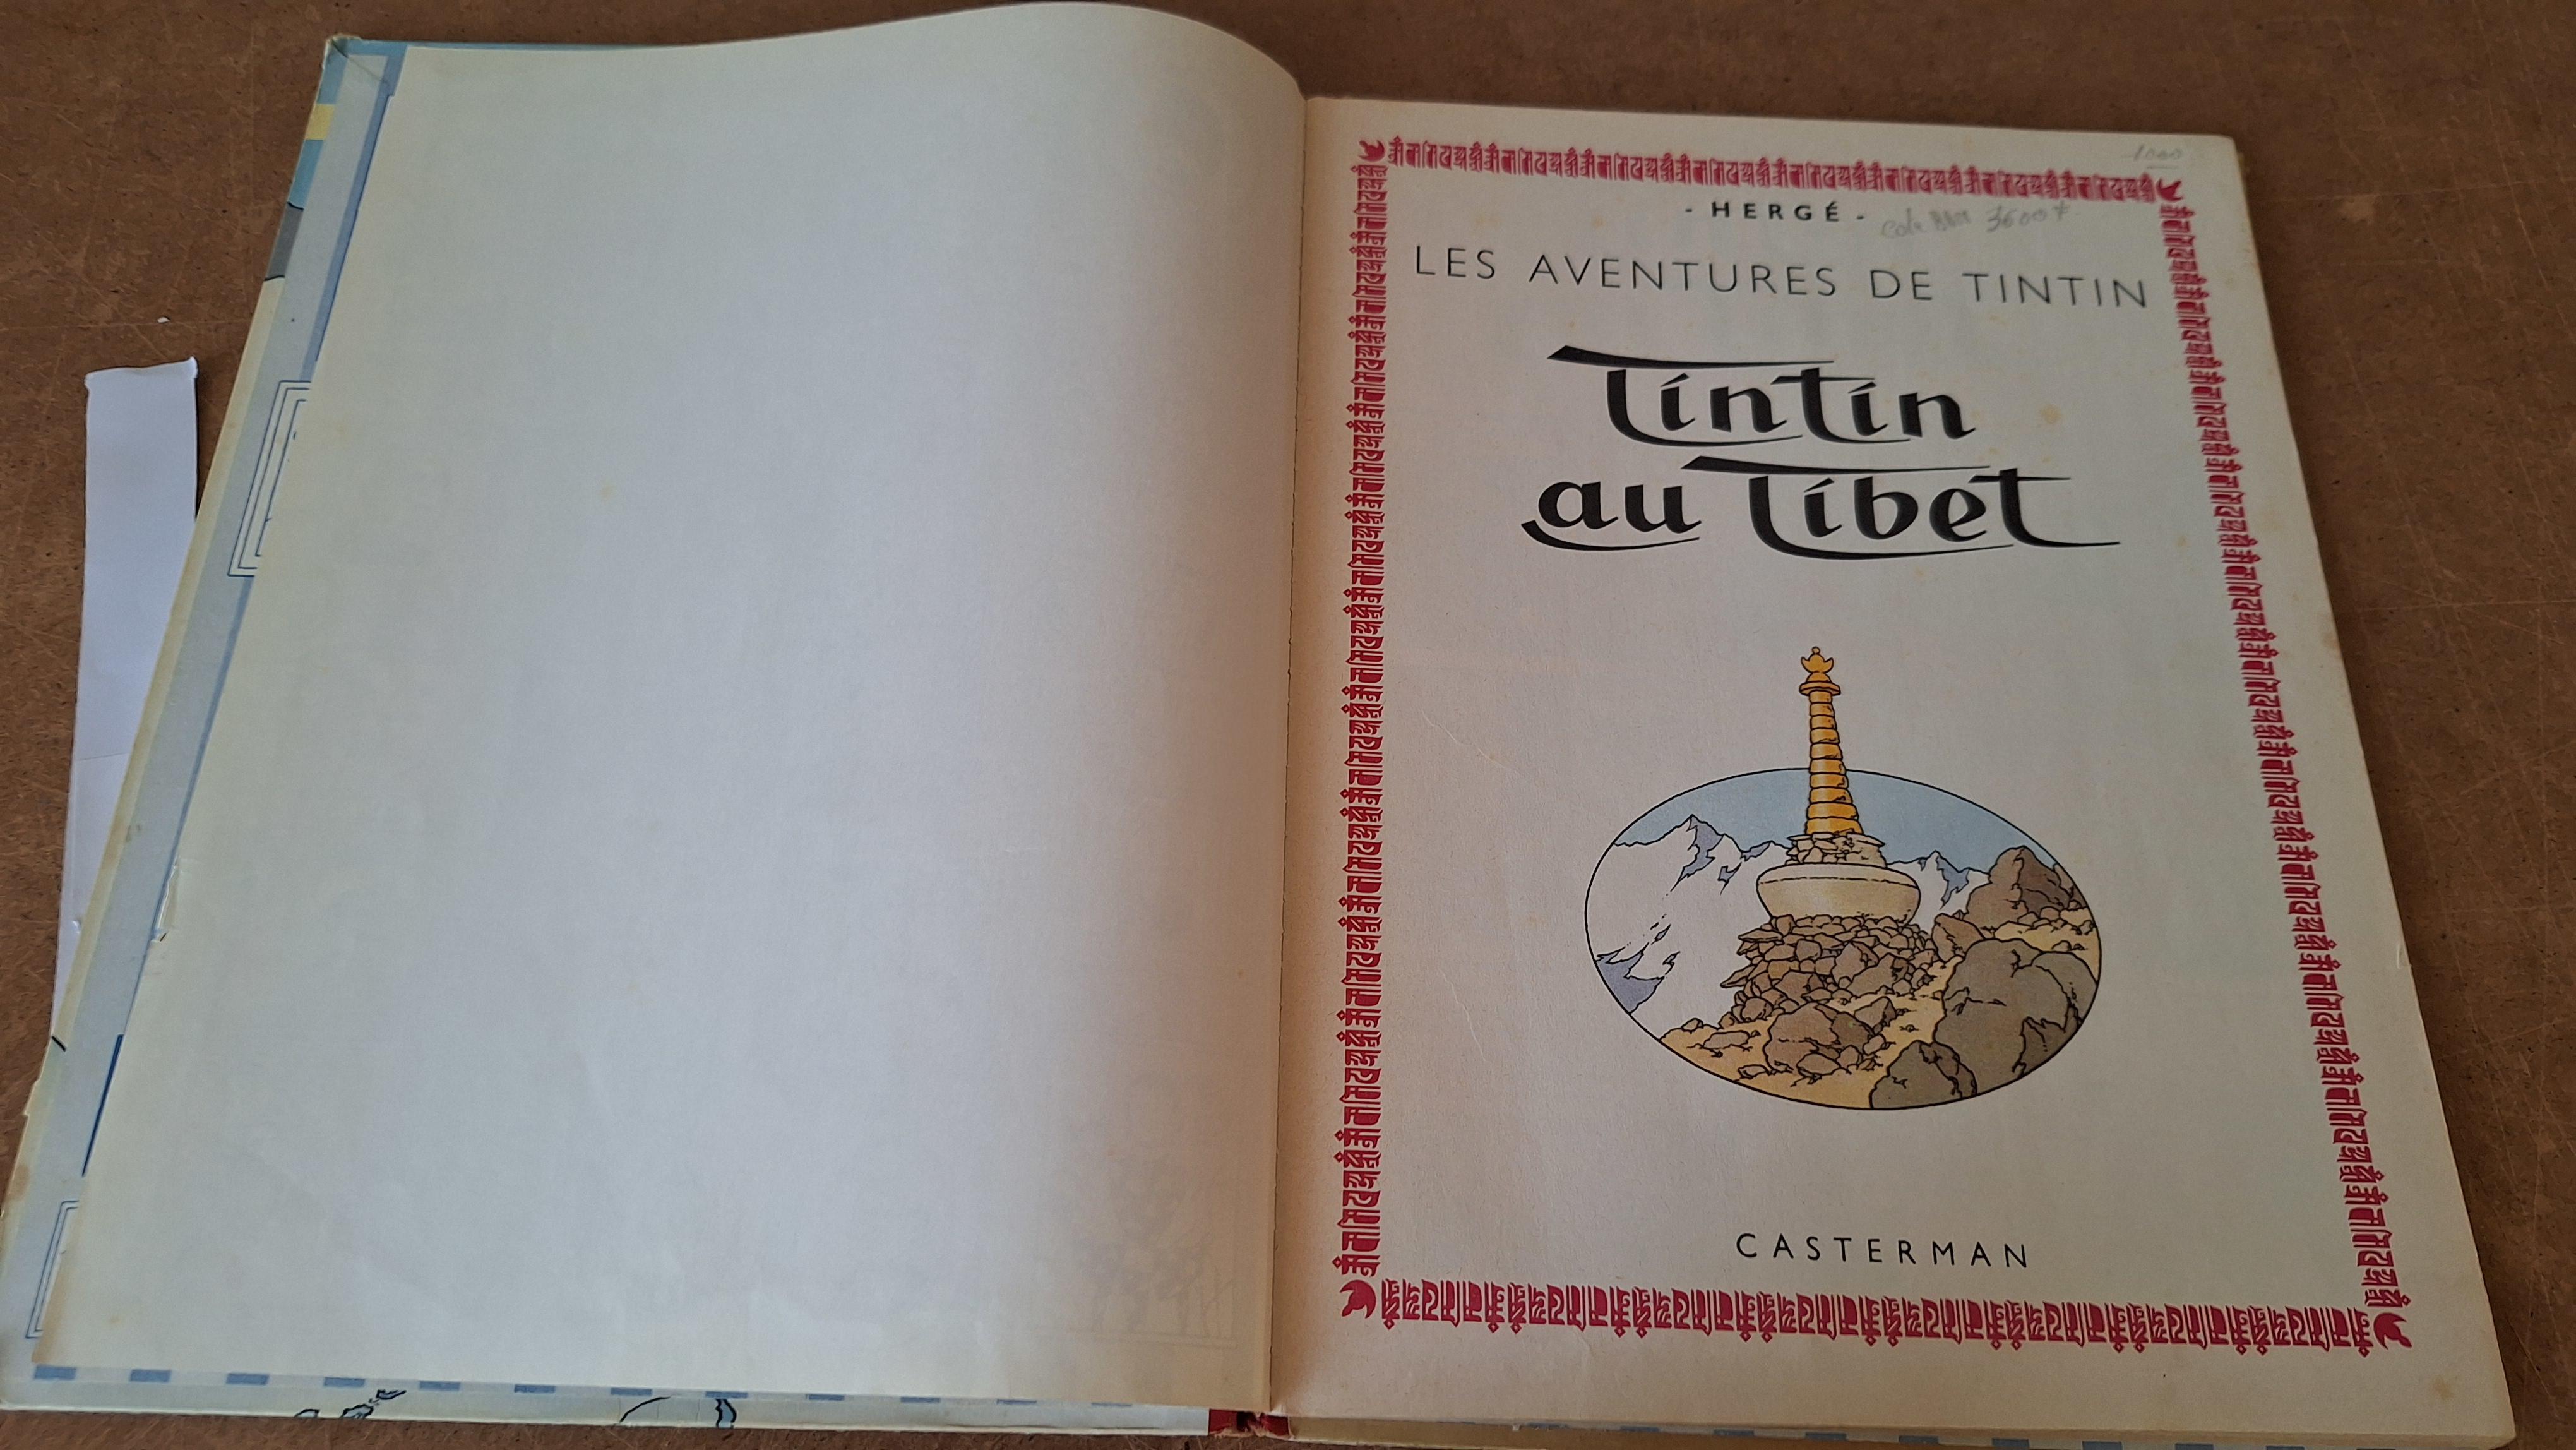 1000
- HERGÉ -
LES AVENTURES DE TINTIN
Tintin
au Tibet
CASTERMAN